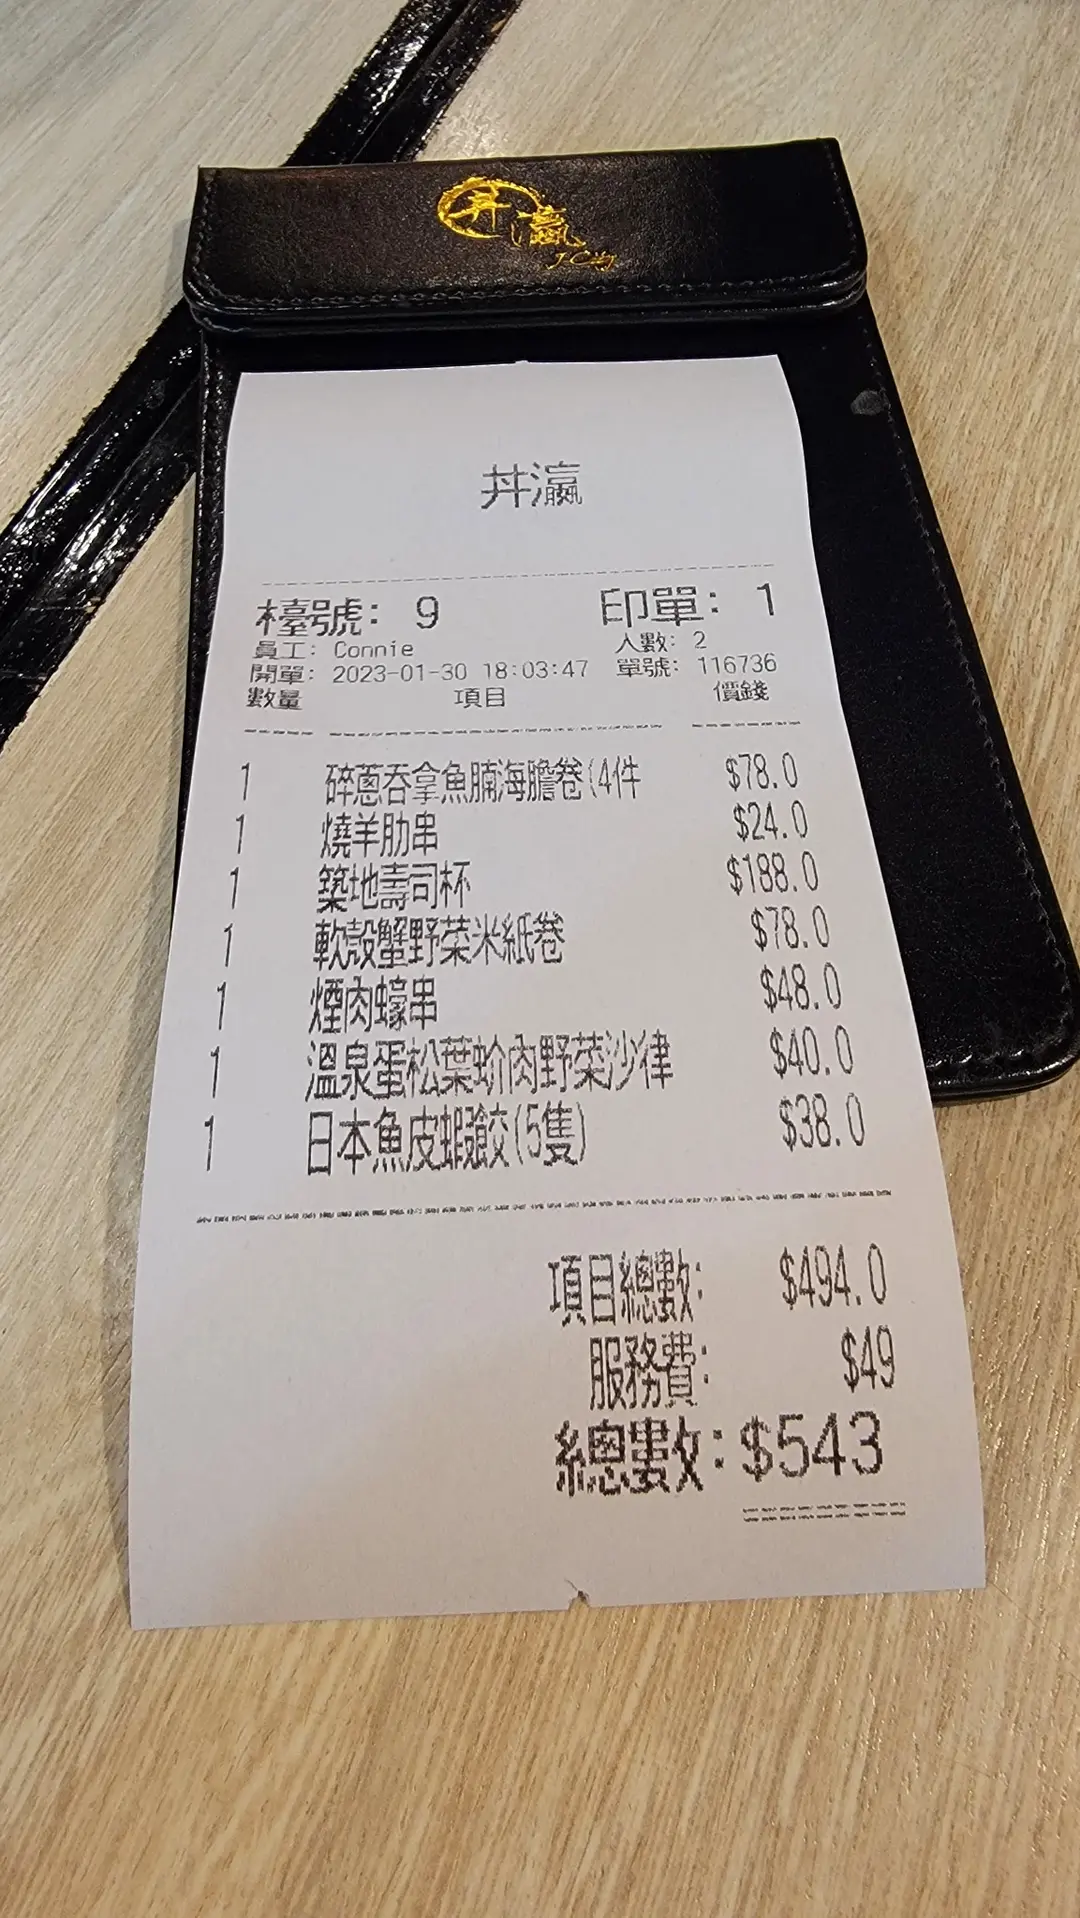 丼瀛
J-City
丼瀛
檯號: 9 印單: 1
員工: Connie 人數: 2
開單: 2023-01-30 18:03:47 單號: 116736
數量 項目 價錢
1 碎蔥吞拿魚腩海膽卷(4件 $78.0
1 燒羊肋串 $24.0
1 築地壽司杯 $188.0
1 軟殼蟹野菜米紙卷 $78.0
1 煙肉蠔串 $48.0
1 溫泉蛋松葉蚧肉野菜沙律 $40.0
1 日本魚皮蝦餃(5隻) $38.0
項目總數: $494.0
服務費: $49
總數: $543